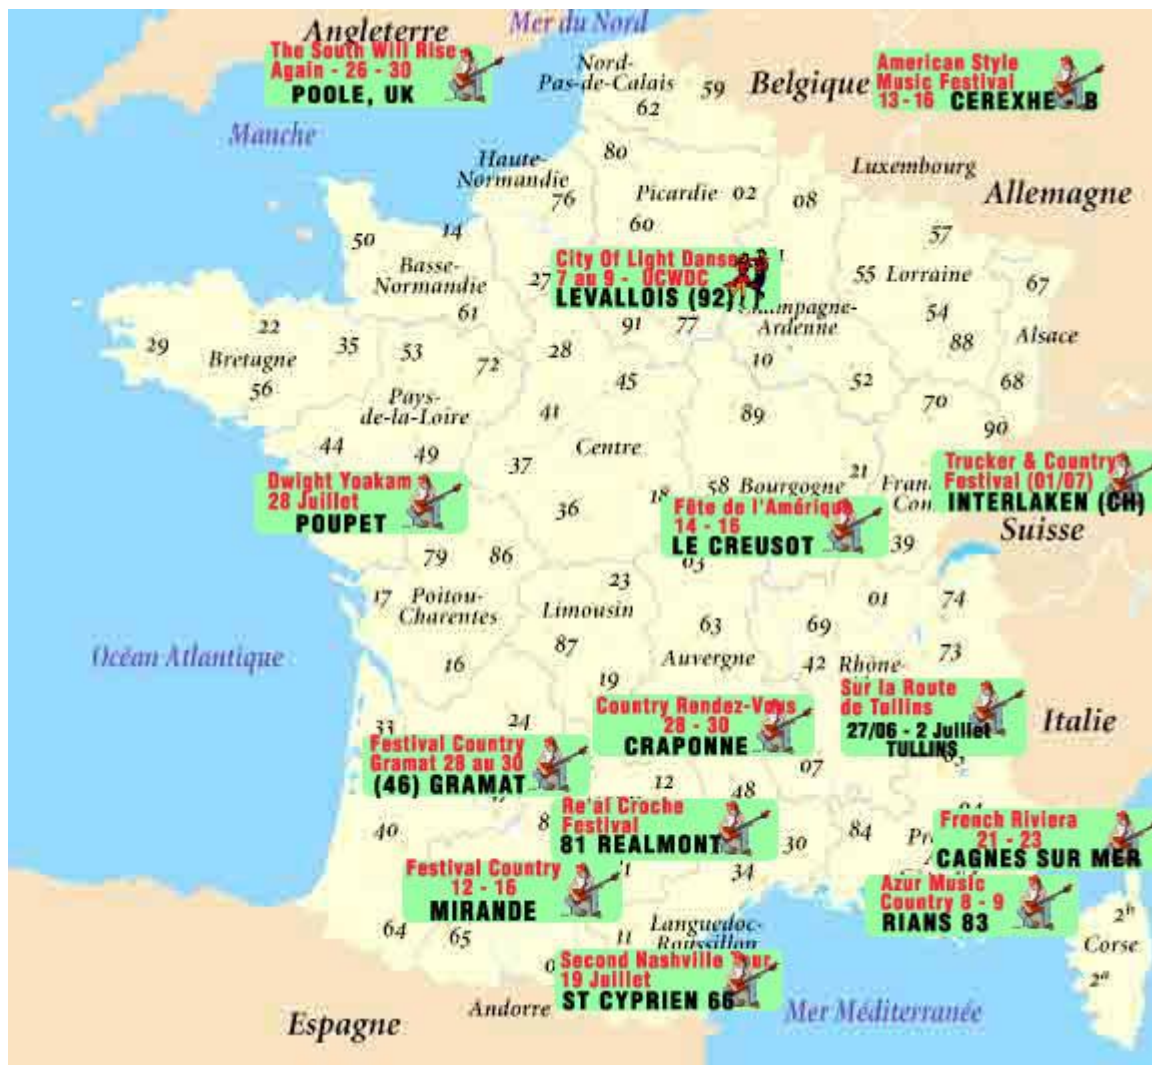 Angleterre
Mer du Nord
The South Will Rise
Again - 26 - 30
POOLE, UK
Nord-
Pas-de-Calais
59
62
Belgique
American Style
Music Festival
13 - 16 CEREXHE B
Manche
80
Haute-
Normandie
76
Picardie
02
08
60
Luxembourg
Allemagne
50
14
57
Basse-
Normandie
27
City Of Light Danse
7 au 9 - UCWDC
LEVALLOIS (92)
55
Lorraine
67
61
91
77
Champagne-
Ardenne
54
88
Alsace
29
22
Bretagne
35
53
72
28
10
56
45
52
68
Pays-
de-la-Loire
41
89
70
90
44
49
Centre
37
Dwight Yoakam
28 Juillet
POUPET
18
58
Bourgogne
21
Trucker & Country
Festival (01/07)
INTERLAKEN (CH)
36
Fête de l'Amérique
14 - 16
LE CREUSOT
39
Suisse
79
86
03
23
17
Poitou-
Charentes
Limousin
63
69
01
74
87
Auvergne
42
Rhône-
73
Océan Atlantique
16
19
Sur la Route
de Tullins
27/06 - 2 Juillet
TULLINS
Italie
33
24
Country Rendez-Vous
28 - 30
CRAPONNE
Festival Country
Gramat 28 au 30
(46) GRAMAT
07
12
48
Re'al Croche
Festival
81 REALMONT
40
84
30
French Riviera
21 - 23
CAGNES SUR MER
Festival Country
12 - 16
MIRANDE
34
Azur Music
Country 8 - 9
RIANS 83
64
65
11
Languedoc-
Roussillon
2b
Corse
2a
Second Nashville Tour
19 Juillet
ST CYPRIEN 66
Andorre
Espagne
Mer Méditerranée